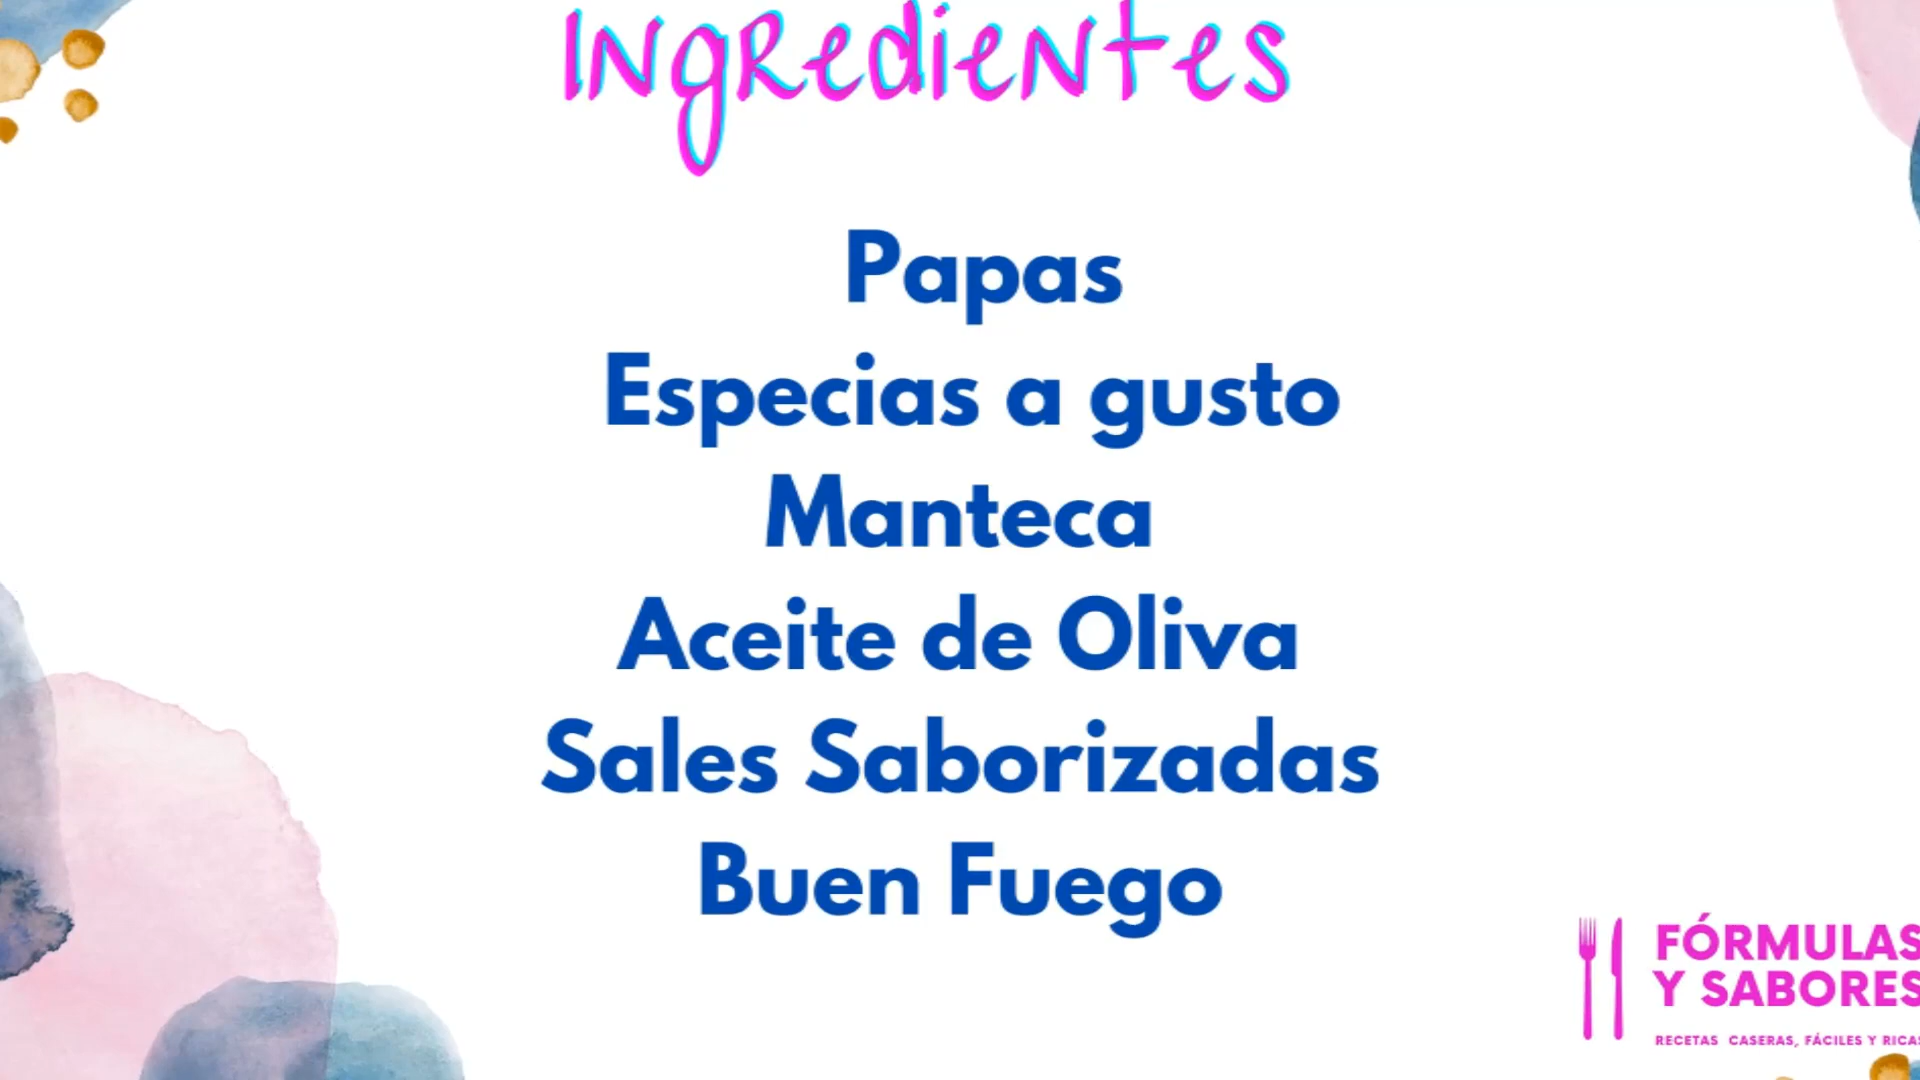 Ingredientes
Papas
Especias a gusto
Manteca
Aceite de Oliva
Sales Saborizadas
Buen Fuego
FÓRMULAS
Y SABORES
RECETAS CASERAS, FÁCILES Y RICAS